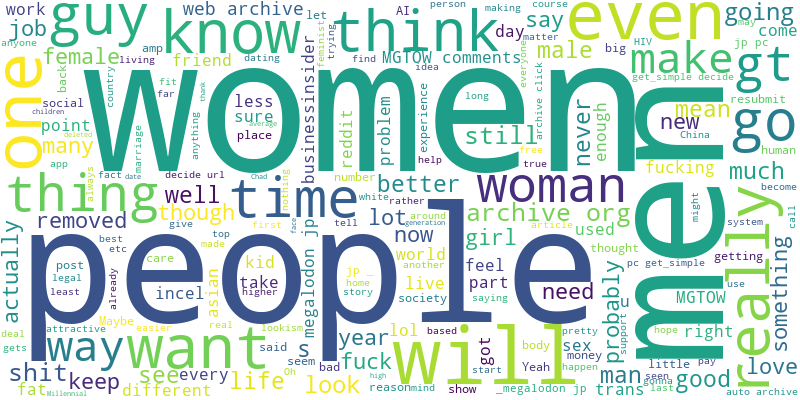 work
guy
job
web archive
know
let
AI
think
person
making
course
day
say
even
going
may
come
anyone
amp
female
friend
dating
trying
feminist
MGTOW comments
matter
male
big
HIV
make
jp pc
get_simple decide
gt
back
living
country
find
idea
everyone
archive click
resubmit
one
social
children
deleted
point
app
fit
far
thank
less
sure
place
women
businessinsider
experience
reddit
problem
long
still
never
enough
mean
new
China
go
human
many
marriage
anything
average
help
free
true
fucking
become
thing
always
fact
date
decide url
Chad
nothing
number
white
better
woman
men
much
well
time
rather
removed
though
best
etc
made
top
give
first
face
lot
tell
around
generation
archive org
article
used
might
system
call
really
actually
now
girl
thought
getting
pc get_simple
people
post
legal
least
already
care
kid
asian
megalodon jp
jp _
home
world
another
feel
part
saying
probably
u
support
use
something
way
incel
take
higher
real
story
live
society
need
MGTOW
deal
gets
attractive
Maybe
easter
want
lookism
s
year
lol
based
will
got
pretty
body
sex
money
happen
hope
right
shit
see
said
seem
Oh
bad
fuck
start
Yeah
man
little
pay
love
fat
keep
every
different
life
look
high
reason
mind
show
_megalodon jp
trans
seen
gonna
last
good
auto archive
Millennial